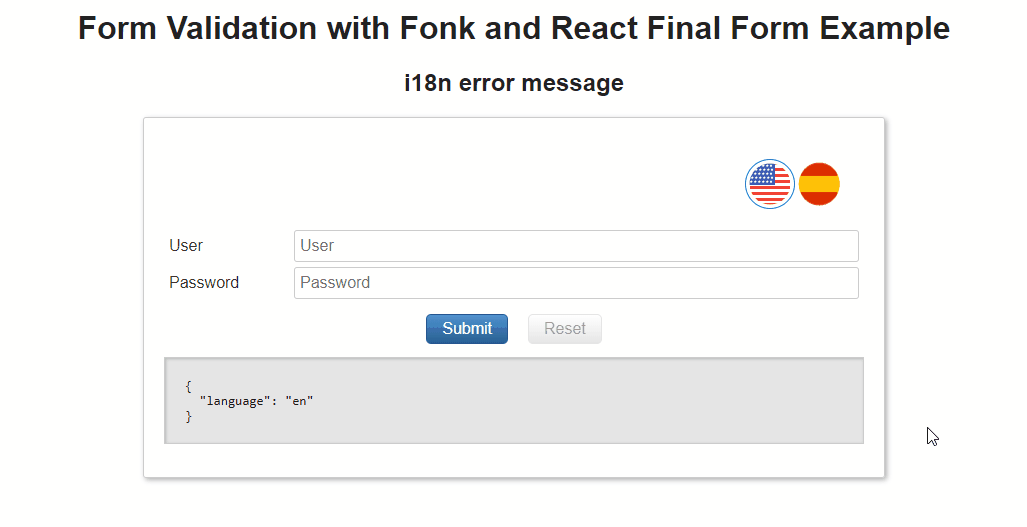 Form Validation with Fonk and React Final Form Example
i18n error message
User User
Password Password
Submit Reset
{
"language": "en"
}